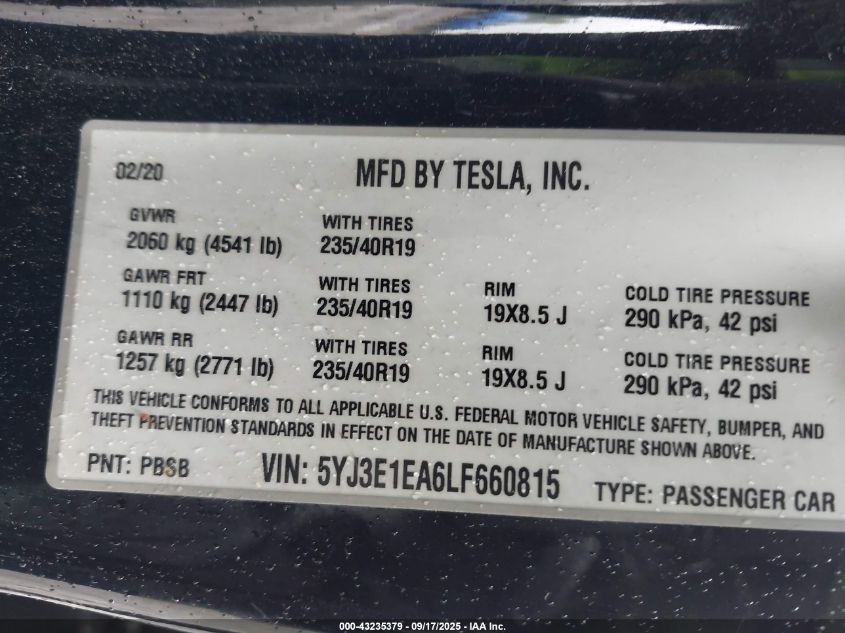 02/20 MFD BY TESLA, INC.
GVWR WITH TIRES
2060 kg (4541 lb) 235/40R19
GAWR FRT WITH TIRES RIM COLD TIRE PRESSURE
1110 kg (2447 lb) 235/40R19 19X8.5 J 290 kPa, 42 psi
GAWR RR WITH TIRES RIM COLD TIRE PRESSURE
1257 kg (2771 lb) 235/40R19 19X8.5 J 290 kPa, 42 psi
THIS VEHICLE CONFORMS TO ALL APPLICABLE U.S. FEDERAL MOTOR VEHICLE SAFETY, BUMPER, AND
THEFT PREVENTION STANDARDS IN EFFECT ON THE DATE OF MANUFACTURE SHOWN ABOVE.
PNT: PBSB VIN: 5YJ3E1EA6LF660815 TYPE: PASSENGER CAR
© 2025 - 43235379 - 09/17/2025 - IAA Inc.